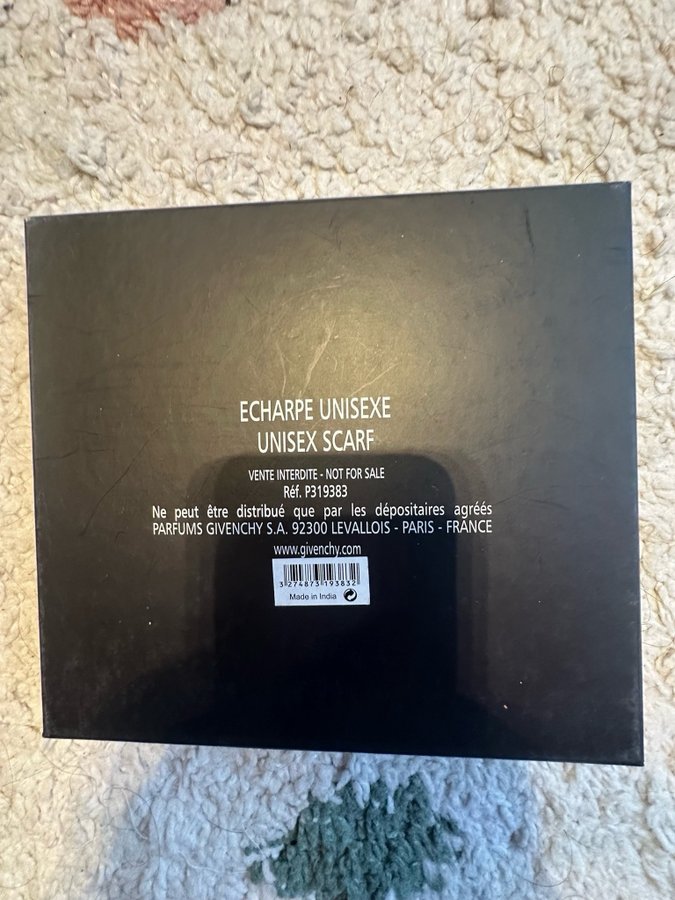 ECHARPE UNISEXE
UNISEX SCARF
VENTE INTERDITE - NOT FOR SALE
Réf. P319383
Ne peut être distribué que par les dépositaires agréés
PARFUMS GIVENCHY S.A. 92300 LEVALLOIS - PARIS - FRANCE
www.givenchy.com
3 274873 193832
Made in India